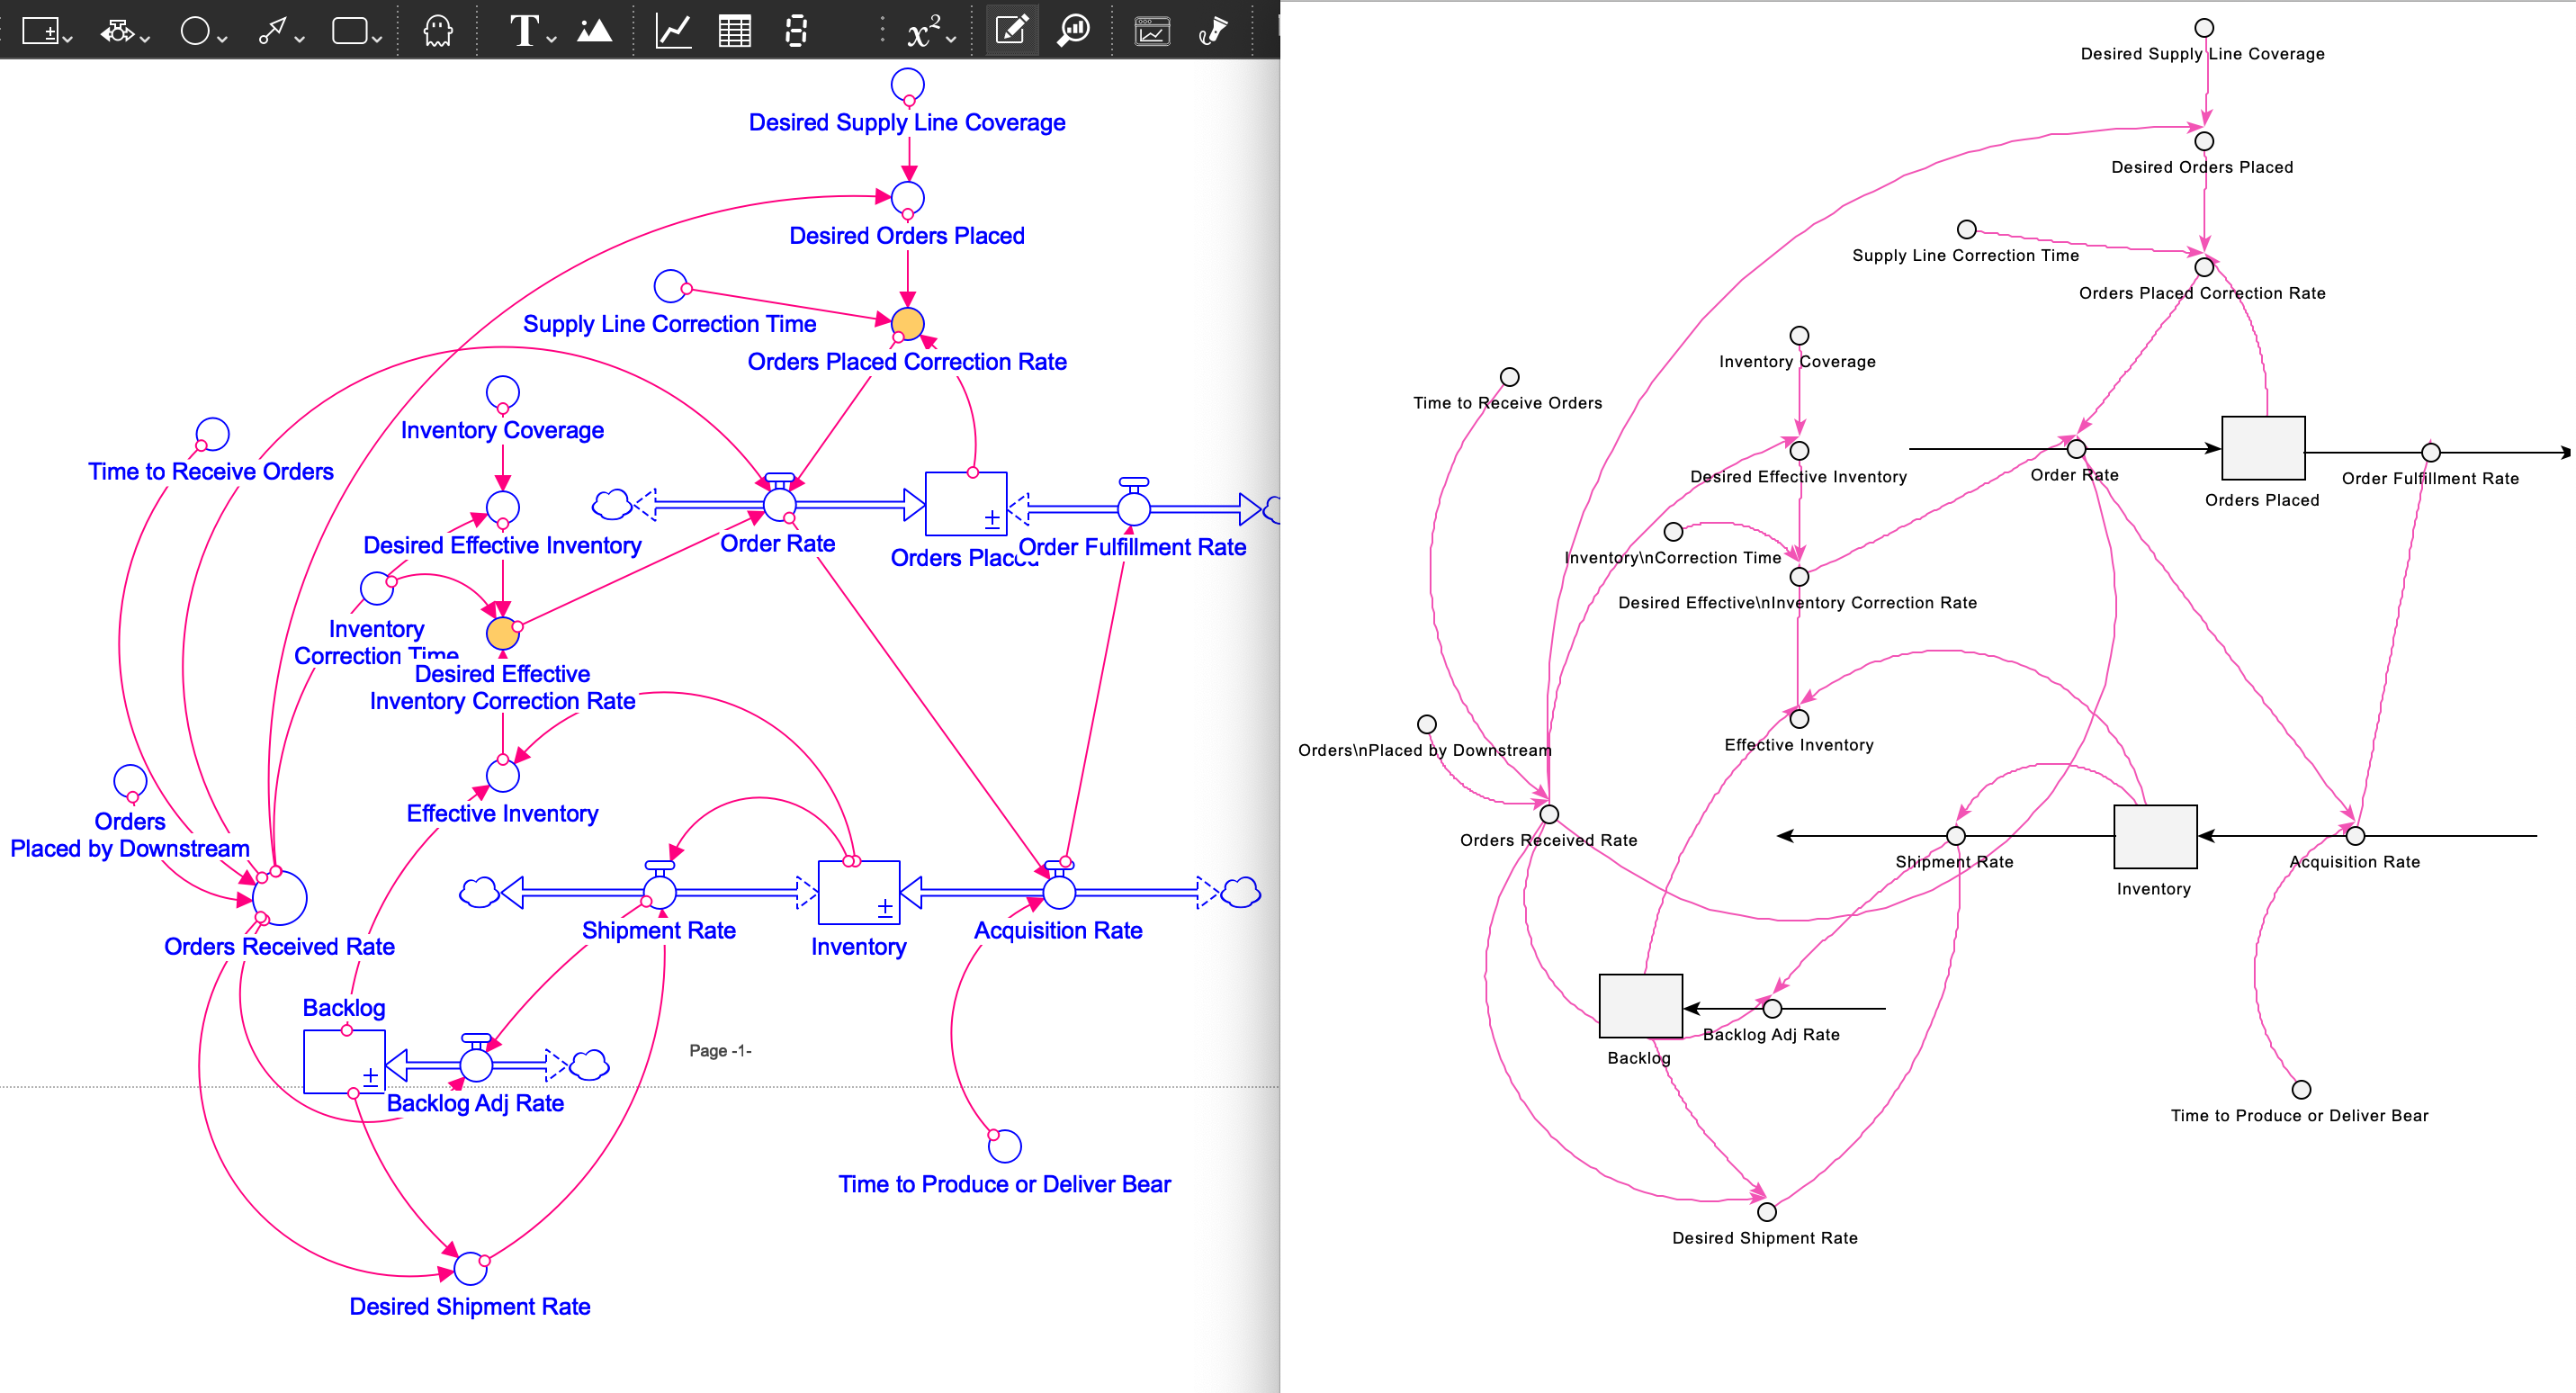 T
x²
Desired Supply Line Coverage
Desired Orders Placed
Supply Line Correction Time
Orders Placed Correction Rate
Inventory Coverage
Time to Receive Orders
Desired Effective Inventory
Order Rate
Orders Placed
Order Fulfillment Rate
Inventory
Correction Time
Desired Effective
Inventory Correction Rate
Effective Inventory
Orders
Placed by Downstream
Orders Received Rate
Shipment Rate
Inventory
Acquisition Rate
Backlog
Page -1-
Backlog Adj Rate
Time to Produce or Deliver Bear
Desired Shipment Rate
Desired Supply Line Coverage
Desired Orders Placed
Supply Line Correction Time
Orders Placed Correction Rate
Inventory Coverage
Time to Receive Orders
Desired Effective Inventory
Order Rate
Orders Placed
Order Fulfillment Rate
Inventory\nCorrection Time
Desired Effective\nInventory Correction Rate
Orders\nPlaced by Downstream
Effective Inventory
Orders Received Rate
Shipment Rate
Inventory
Acquisition Rate
Backlog Adj Rate
Backlog
Time to Produce or Deliver Bear
Desired Shipment Rate